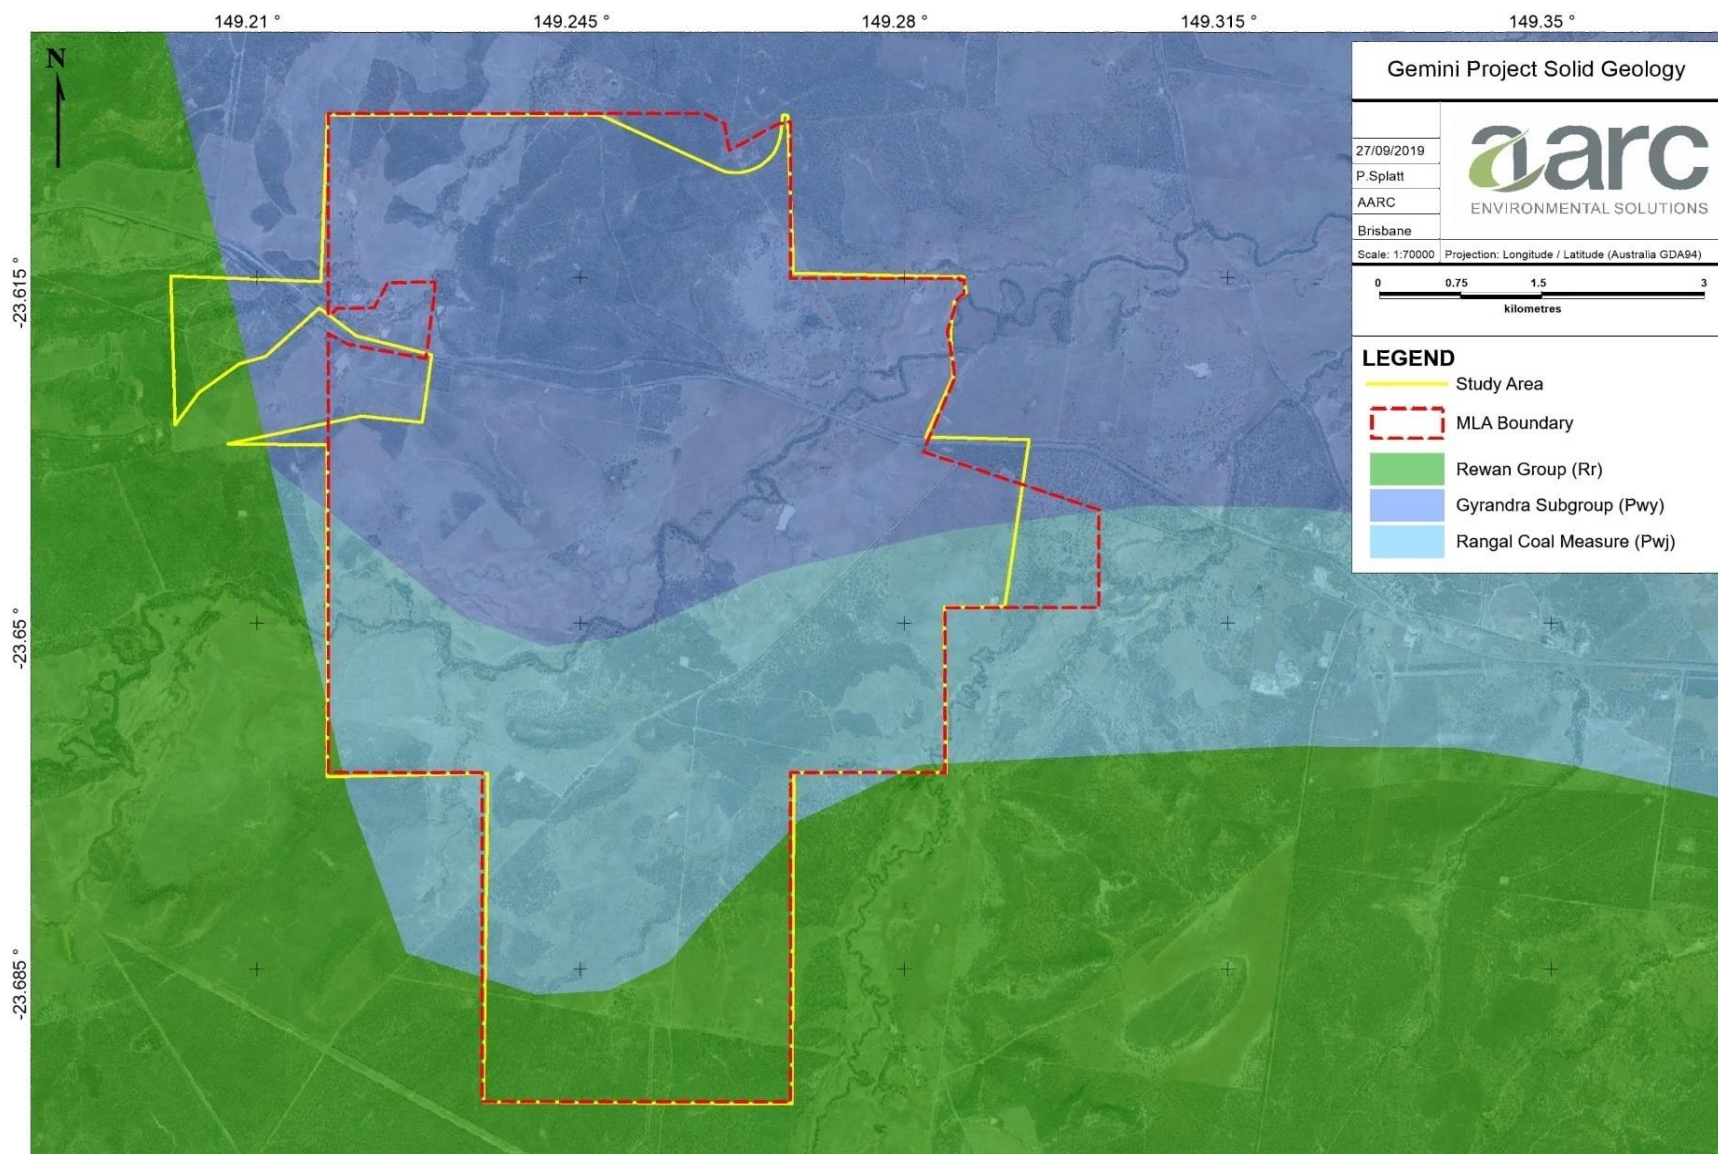 149.21 ° 149.245 ° 149.28 ° 149.315 ° 149.35 °
N
Gemini Project Solid Geology
27/09/2019
P.Splatt
AARC
Brisbane
aarc
ENVIRONMENTAL SOLUTIONS
Scale: 1:70000 Projection: Longitude / Latitude (Australia GDA94)
0 0.75 1.5 3
kilometres
LEGEND
Study Area
MLA Boundary
Rewan Group (Rr)
Gyrandra Subgroup (Pwy)
Rangal Coal Measure (Pwj)
-23.615 °
-23.65 °
-23.685 °